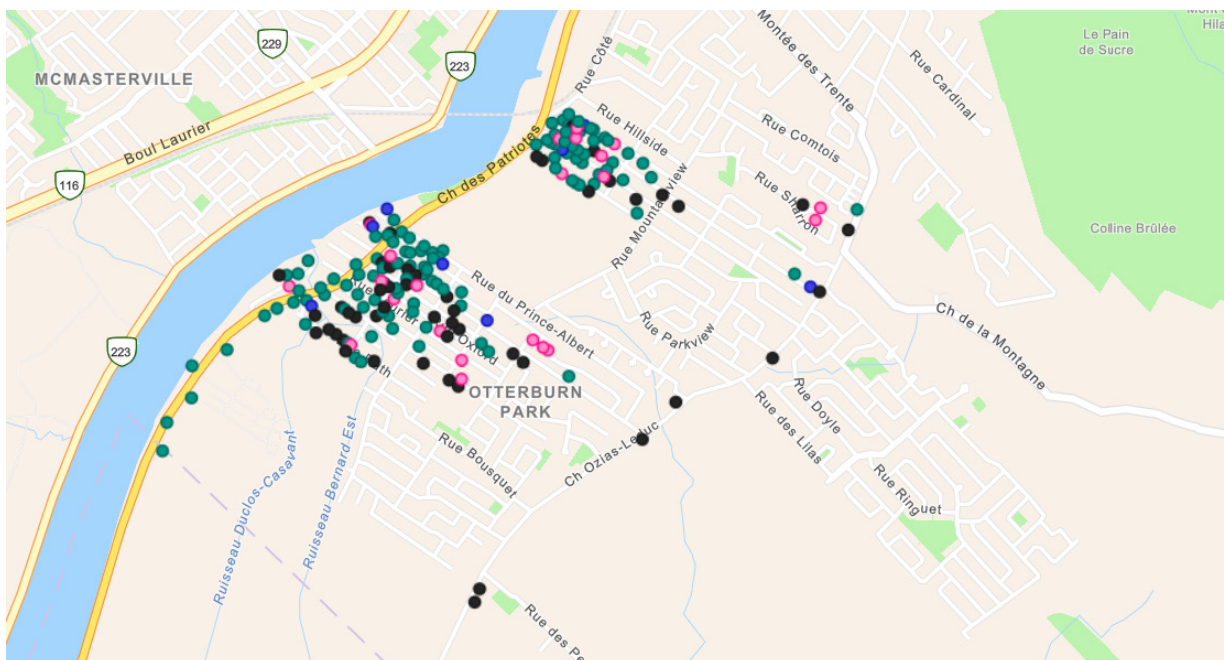 229
MCMASTERVILLE
223
Boul Laurier
116
Ch des Patriotes
Rue Côté
Rue Hillside
Montée des Trente
Rue Cardinal
Le Pain
de Sucre
Rue Comtois
Rue Sharron
Rue Mountainview
Colline Brûlée
Ch de la Montagne
Rue du Prince-Albert
Rue Parkview
Oxford
223
OTTERBURN
PARK
Rue Doyle
Rue des Lilas
Rue Bousquet
Ch Ozias-Leduc
Rue Ringuet
Ruisseau Duclos-Casavant
Ruisseau Bernard Est